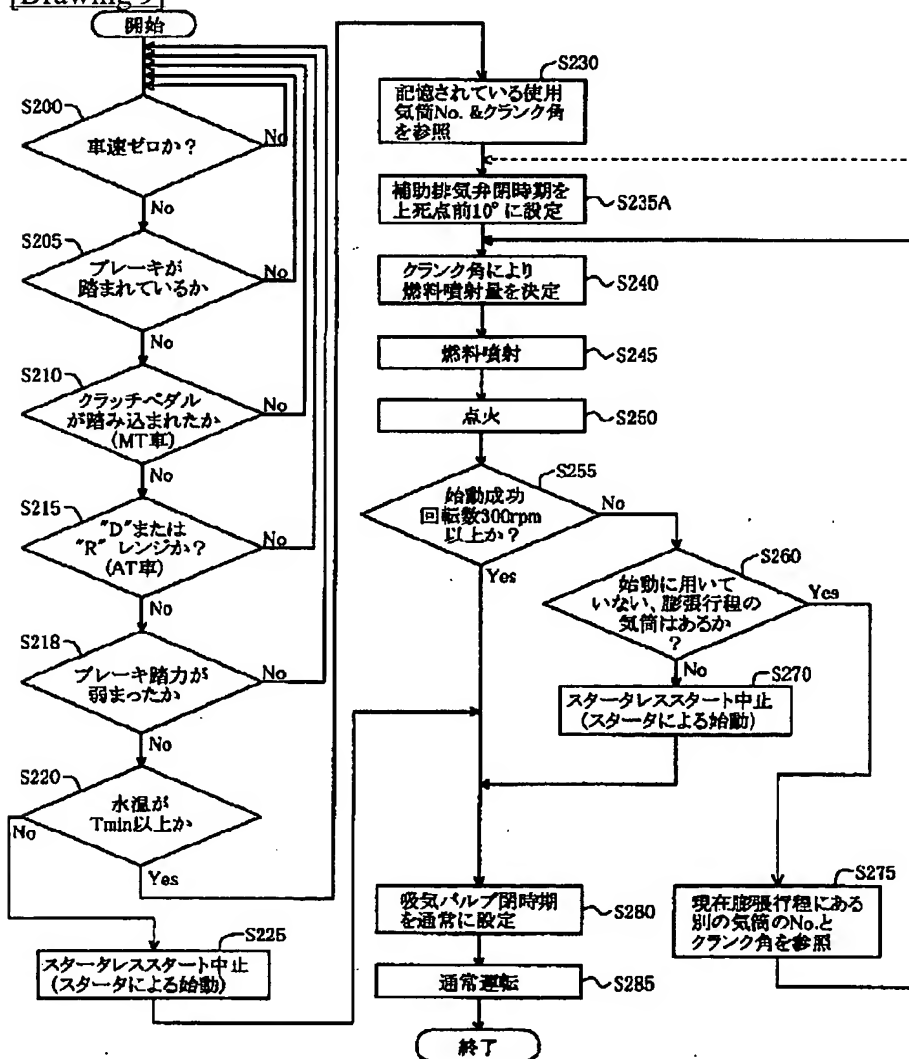 [Drawing 9]
開始
S200
車速ゼロか？
No
No
S205
ブレーキが
踏まれているか
No
No
S210
クラッチペダル
が踏み込まれたか
(MT車)
No
No
S215
"D"または
"R" レンジか？
(AT車)
No
No
S218
ブレーキ踏力が
弱まったか
No
No
S220
水温が
Tmin以上か
No
Yes
S225
スタータレススタート中止
(スタータによる始動)
S230
記憶されている使用
気筒No. &クランク角
を参照
補助排気弁閉時期を
上死点前10°に設定
S235A
クランク角により
燃料噴射量を決定
S240
燃料噴射
S245
点火
S250
S255
始動成功
回転数300rpm
以上か？
No
Yes
S260
始動に用いて
いない、膨張行程の
気筒はあるか
？
Yes
No
S270
スタータレススタート中止
(スタータによる始動)
S275
現在膨張行程にある
別の気筒のNo.と
クランク角を参照
吸気バルブ閉時期
を通常に設定
S280
通常運転
S285
終了